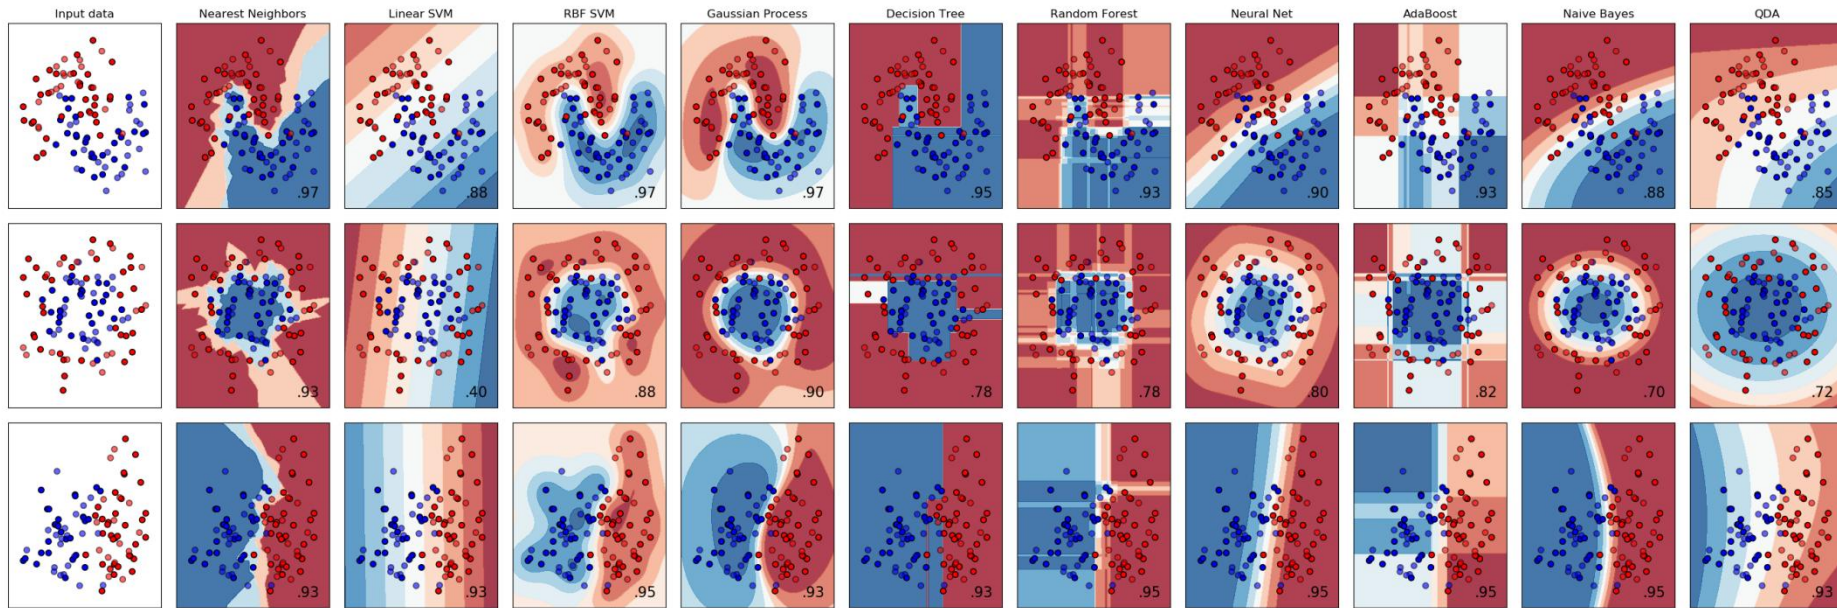 Input data Nearest Neighbors Linear SVM RBF SVM Gaussian Process Decision Tree Random Forest Neural Net AdaBoost Naive Bayes QDA
.97 .88 .97 .97 .95 .93 .90 .93 .88 .85
.93 .40 .88 .90 .78 .78 .80 .82 .70 .72
.93 .93 .95 .93 .93 .95 .95 .95 .95 .93